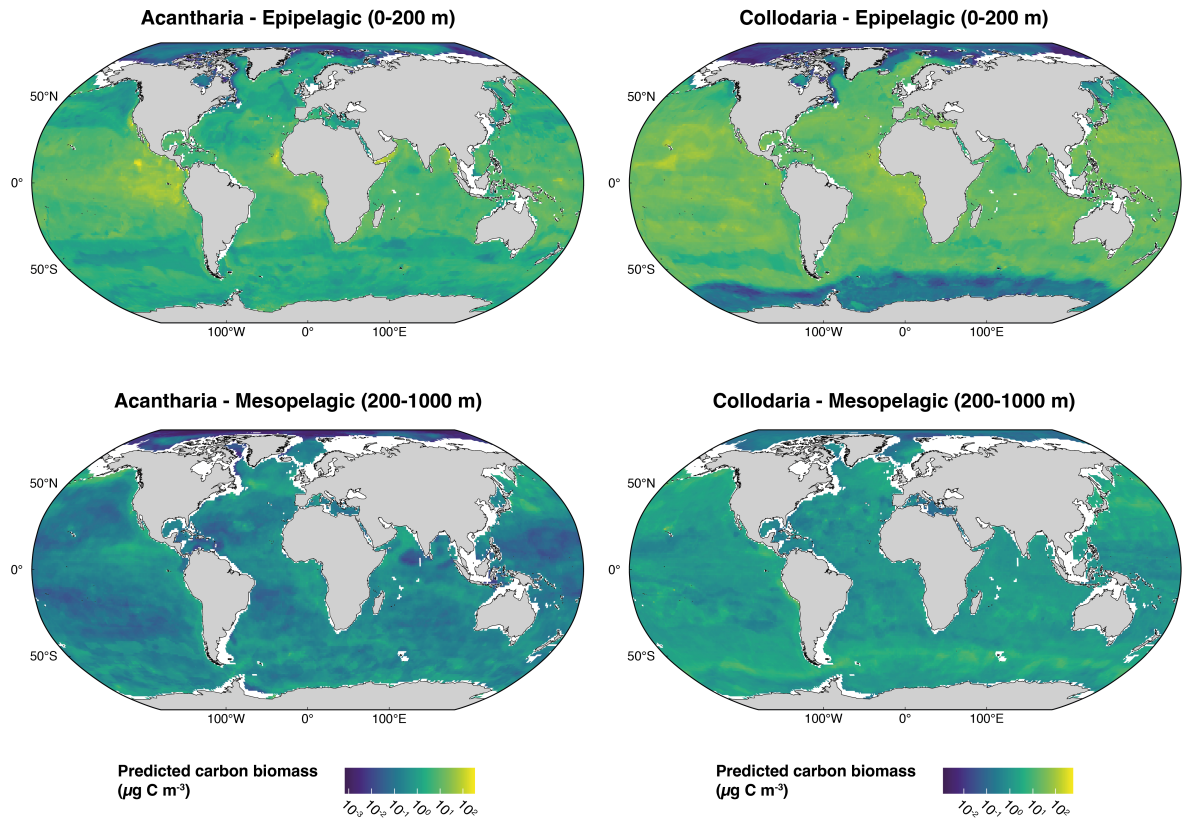 Acantharia - Epipelagic (0-200 m)
Collodaria - Epipelagic (0-200 m)
50°N
0°
50°S
100°W 0° 100°E
50°N
0°
50°S
100°W 0° 100°E
Acantharia - Mesopelagic (200-1000 m)
Collodaria - Mesopelagic (200-1000 m)
50°N
0°
50°S
100°W 0° 100°E
50°N
0°
50°S
100°W 0° 100°E
Predicted carbon biomass
(µg C m⁻³)
10⁻³ 10⁻² 10⁻¹ 10⁰ 10¹ 10²
Predicted carbon biomass
(µg C m⁻³)
10⁻² 10⁻¹ 10⁰ 10¹ 10²